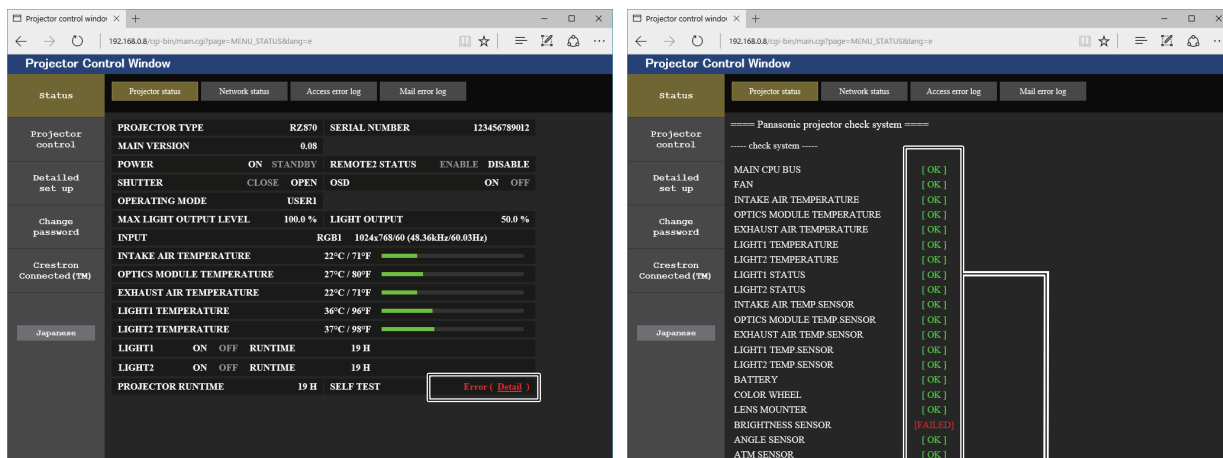 Projector control window
192.168.0.8/cgi-bin/main.cgi?page=MENU_STATUS&lang=e
Projector Control Window
Status
Projector control
Detailed set up
Change password
Crestron Connected(TM)
Japanese
Projector status Network status Access error log Mail error log
PROJECTOR TYPE RZ870 SERIAL NUMBER 123456789012
MAIN VERSION 0.08
POWER ON STANDBY REMOTE2 STATUS ENABLE DISABLE
SHUTTER CLOSE OPEN OSD ON OFF
OPERATING MODE USER1
MAX LIGHT OUTPUT LEVEL 100.0 % LIGHT OUTPUT 50.0 %
INPUT RGB1 1024x768/60 (48.36kHz/60.03Hz)
INTAKE AIR TEMPERATURE 22°C / 71°F
OPTICS MODULE TEMPERATURE 27°C / 80°F
EXHAUST AIR TEMPERATURE 22°C / 71°F
LIGHT1 TEMPERATURE 36°C / 96°F
LIGHT2 TEMPERATURE 37°C / 98°F
LIGHT1 ON OFF RUNTIME 19 H
LIGHT2 ON OFF RUNTIME 19 H
PROJECTOR RUNTIME 19 H SELF TEST Error ( Detail )
Projector control window
192.168.0.8/cgi-bin/main.cgi?page=MENU_STATUS&lang=e
Projector Control Window
Status
Projector control
Detailed set up
Change password
Crestron Connected(TM)
Japanese
Projector status Network status Access error log Mail error log
==== Panasonic projector check system ====
----- check system -----
MAIN CPU BUS [ OK ]
FAN [ OK ]
INTAKE AIR TEMPERATURE [ OK ]
OPTICS MODULE TEMPERATURE [ OK ]
EXHAUST AIR TEMPERATURE [ OK ]
LIGHT1 TEMPERATURE [ OK ]
LIGHT2 TEMPERATURE [ OK ]
LIGHT1 STATUS [ OK ]
LIGHT2 STATUS [ OK ]
INTAKE AIR TEMP.SENSOR [ OK ]
OPTICS MODULE TEMP.SENSOR [ OK ]
EXHAUST AIR TEMP.SENSOR [ OK ]
LIGHT1 TEMP.SENSOR [ OK ]
LIGHT2 TEMP.SENSOR [ OK ]
BATTERY [ OK ]
COLOR WHEEL [ OK ]
LENS MOUNTER [ OK ]
BRIGHTNESS SENSOR [FAILED]
ANGLE SENSOR [ OK ]
ATM SENSOR [ OK ]